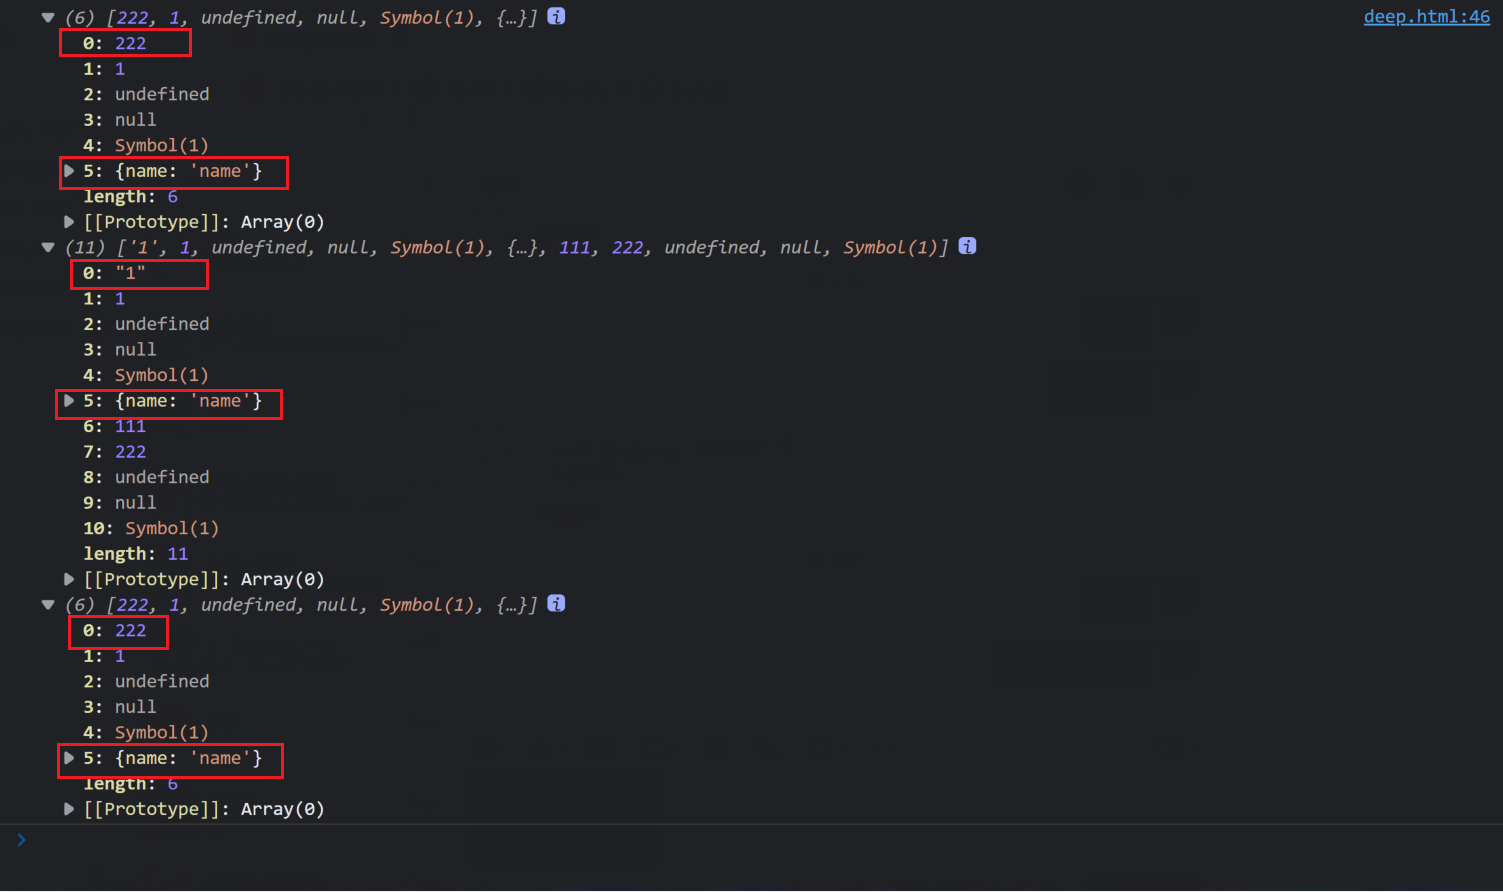 (6) [222, 1, undefined, null, Symbol(1), {…}] i deep.html:46
0: 222
1: 1
2: undefined
3: null
4: Symbol(1)
5: {name: 'name'}
length: 6
[[Prototype]]: Array(0)
(11) ['1', 1, undefined, null, Symbol(1), {…}, 111, 222, undefined, null, Symbol(1)] i
0: "1"
1: 1
2: undefined
3: null
4: Symbol(1)
5: {name: 'name'}
6: 111
7: 222
8: undefined
9: null
10: Symbol(1)
length: 11
[[Prototype]]: Array(0)
(6) [222, 1, undefined, null, Symbol(1), {…}] i
0: 222
1: 1
2: undefined
3: null
4: Symbol(1)
5: {name: 'name'}
length: 6
[[Prototype]]: Array(0)